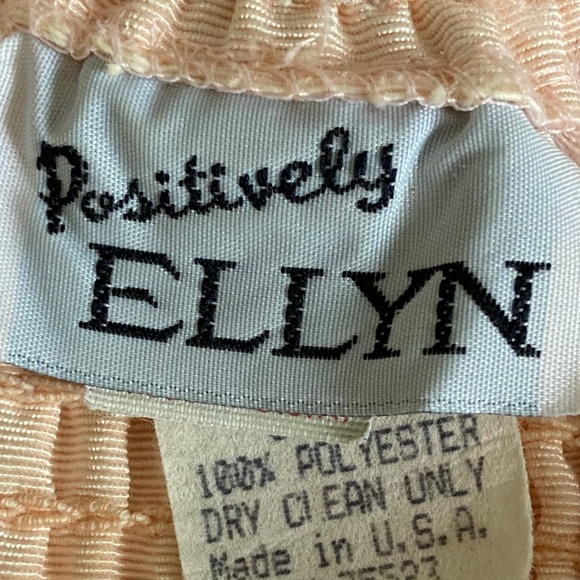 Positively
ELLYN
100% POLYESTER
DRY CLEAN ONLY
Made in U.S.A.